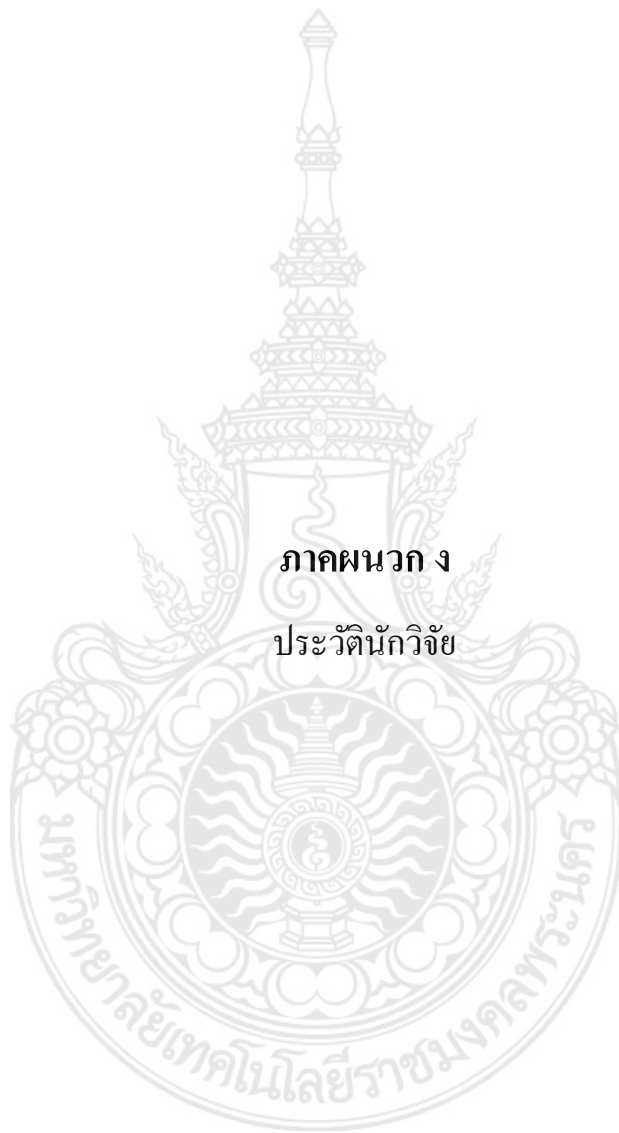 ภาคผนวก ง
ประวัตินักวิจัย
มหาวิทยาลัยเทคโนโลยีราชมงคลพระนคร